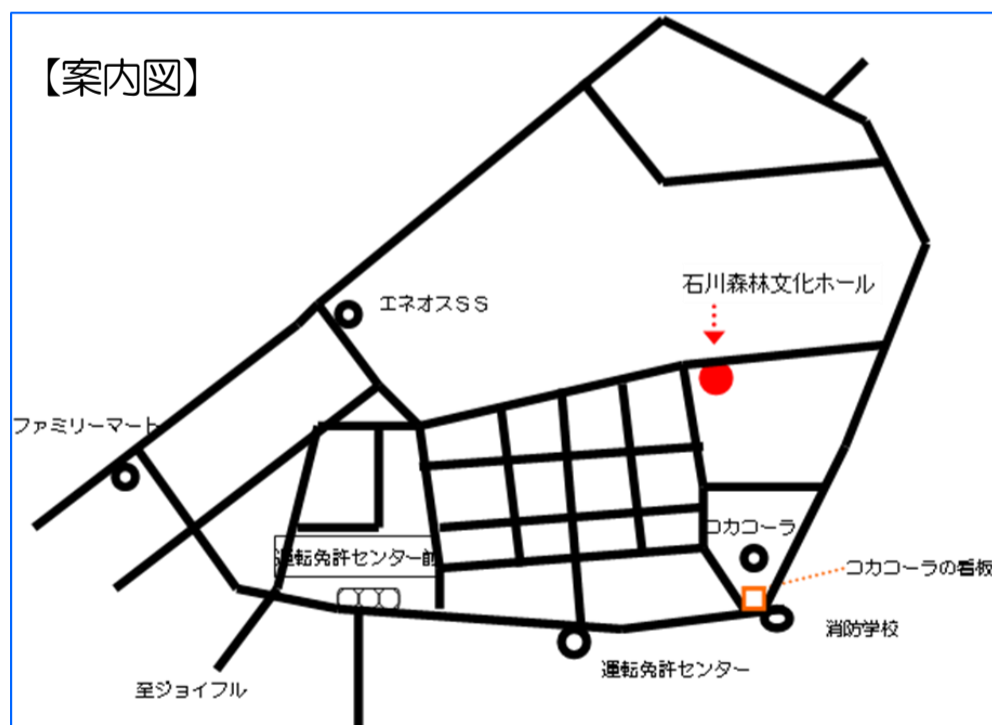 【案内図】
石川森林文化ホール
エネオスＳＳ
ファミリーマート
コカコーラ
運転免許センター前
コカコーラの看板
消防学校
運転免許センター
至ジョイフル